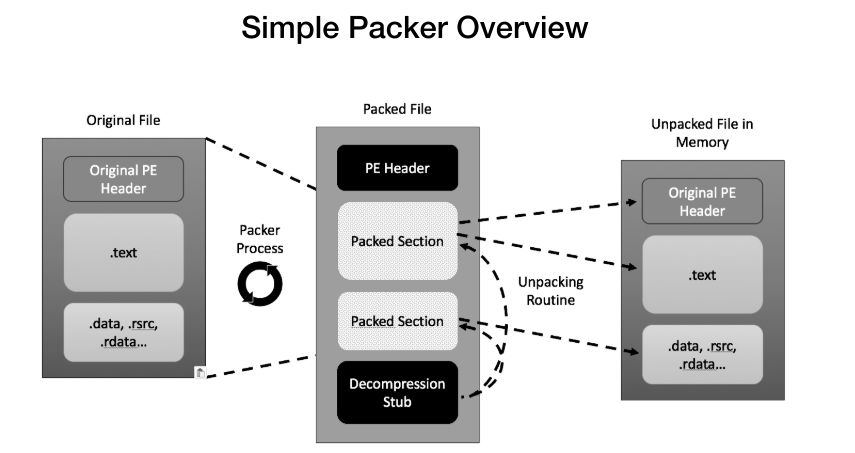 Simple Packer Overview
Original File
Original PE
Header
.text
.data, .rsrc,
.rdata...
Packer
Process
Packed File
PE Header
Packed Section
Packed Section
Decompression
Stub
Unpacking
Routine
Unpacked File in
Memory
Original PE
Header
.text
.data, .rsrc,
.rdata...